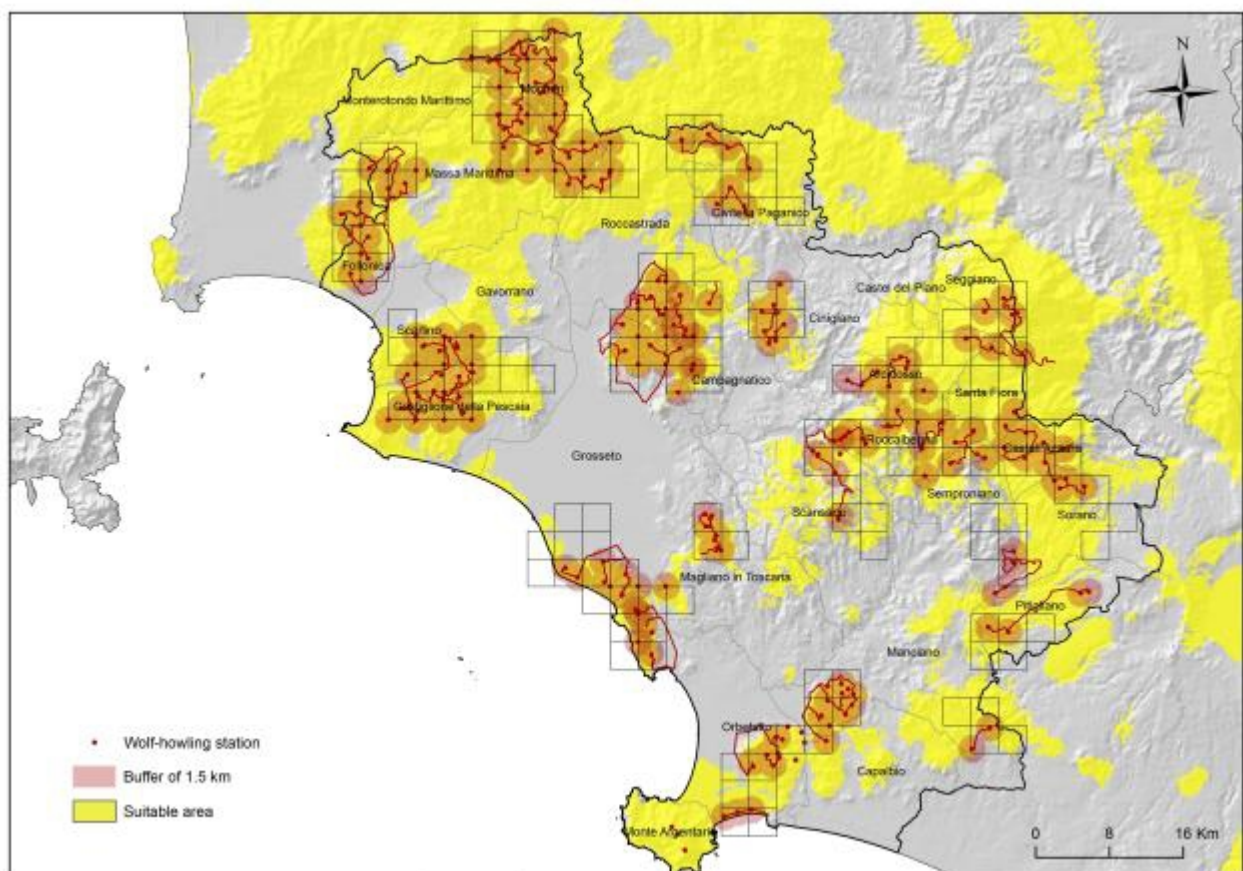 N
Monterotondo Marittimo
Montieri
Massa Marittima
Civitella Paganico
Roccastrada
Follonica
Seggiano
Castel del Piano
Gavorrano
Cinigiano
Scarlino
Campagnatico
Arcidosso
Santa Fiora
Castiglione della Pescaia
Roccalbegna
Castell'Azzara
Grosseto
Semproniano
Scansano
Sorano
Magliano in Toscana
Pitigliano
Manciano
Orbetello
Capalbio
Monte Argentario
Wolf-howling station
Buffer of 1.5 km
Suitable area
0 8 16 Km